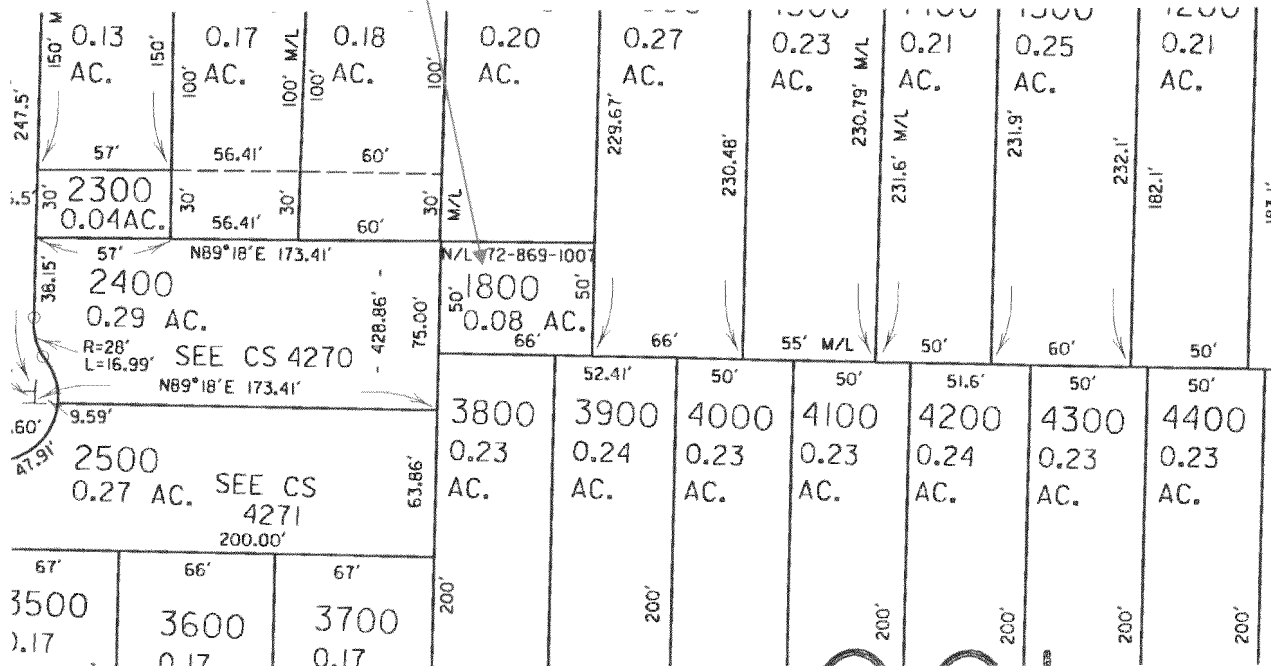 0.13
AC.
150'
150'
0.17
AC.
100'
100' M/L
0.18
AC.
100'
100'
0.20
AC.
0.27
AC.
0.23
AC.
0.21
AC.
0.25
AC.
0.21
AC.
247.5'
229.67'
230.48'
230.79' M/L
231.6' M/L
231.9'
232.1'
182.1'
57'
56.41'
60'
30'
2300
0.04AC.
30'
56.41'
30'
60'
30'
M/L
57'
N89°18'E 173.41'
38.15'
2400
0.29 AC.
R=28'
L=16.99'
SEE CS 4270
428.86'
75.00'
N89°18'E 173.41'
N/L 72-869-1007
50'
1800
50'
0.08 AC.
66'
66'
55' M/L
50'
60'
50'
9.59'
.60'
47.91'
2500
0.27 AC.
SEE CS
4271
63.86'
200.00'
52.41'
50'
50'
51.6'
50'
50'
3800
0.23
AC.
3900
0.24
AC.
4000
0.23
AC.
4100
0.23
AC.
4200
0.24
AC.
4300
0.23
AC.
4400
0.23
AC.
67'
66'
67'
3500
0.17
3600
0.17
3700
0.17
200'
200'
200'
200'
200'
200'